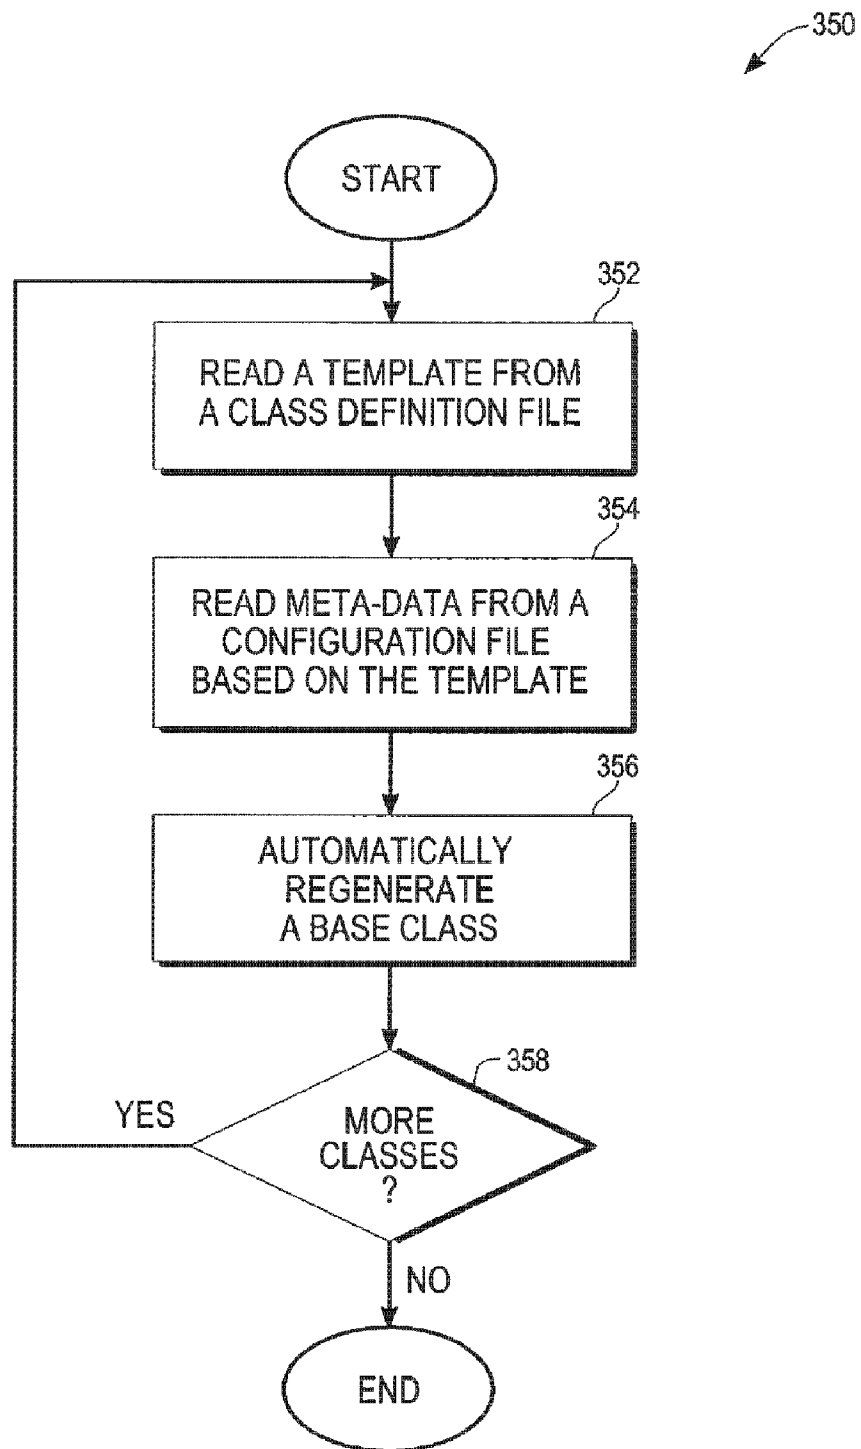 350
START
352
READ A TEMPLATE FROM
A CLASS DEFINITION FILE
354
READ META-DATA FROM A
CONFIGURATION FILE
BASED ON THE TEMPLATE
356
AUTOMATICALLY
REGENERATE
A BASE CLASS
358
YES
MORE
CLASSES
?
NO
END